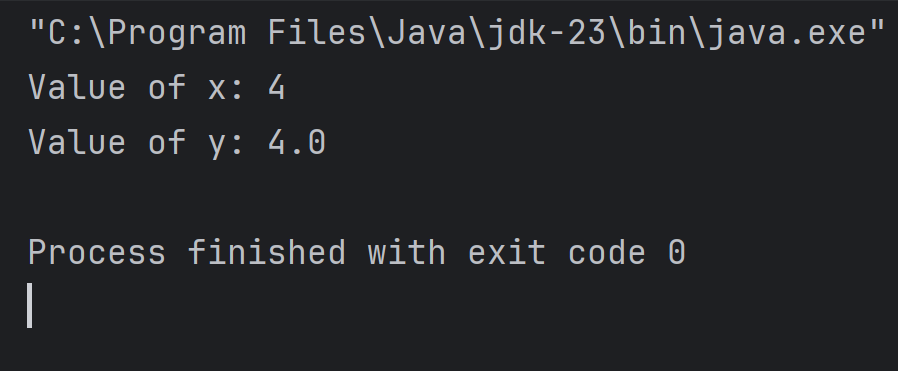 "C:\Program Files\Java\jdk-23\bin\java.exe"
Value of x: 4
Value of y: 4.0
Process finished with exit code 0